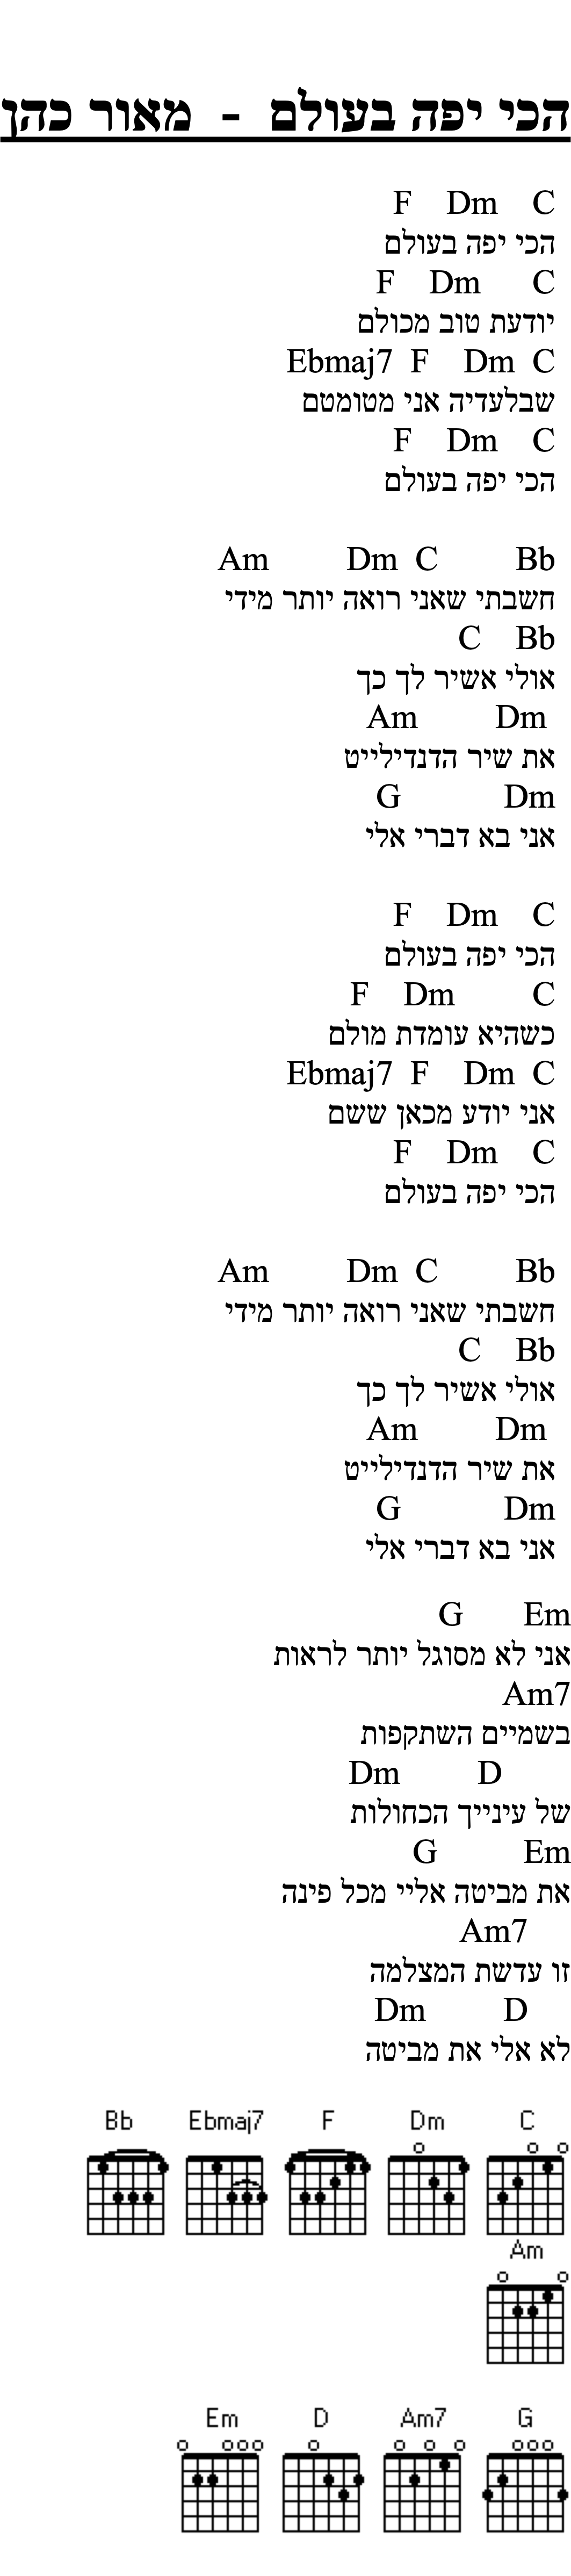 הכי יפה בעולם - מאור כהן
F Dm C
הכי יפה בעולם
F Dm C
יודעת טוב מכולם
Ebmaj7 F Dm C
שבלעדיה אני מטומטם
F Dm C
הכי יפה בעולם
Am Dm C Bb
חשבתי שאני רואה יותר מידי
C Bb
אולי אשיר לך כך
Am Dm
את שיר הדנדילייט
G Dm
אני בא דברי אלי
F Dm C
הכי יפה בעולם
F Dm C
כשהיא עומדת מולם
Ebmaj7 F Dm C
אני יודע מכאן ששם
F Dm C
הכי יפה בעולם
Am Dm C Bb
חשבתי שאני רואה יותר מידי
C Bb
אולי אשיר לך כך
Am Dm
את שיר הדנדילייט
G Dm
אני בא דברי אלי
G Em
אני לא מסוגל יותר לראות
Am7
בשמיים השתקפות
Dm D
של עינייך הכחולות
G Em
את מביטה אליי מכל פינה
Am7
זו עדשת המצלמה
Dm D
לא אלי את מביטה
Bb Ebmaj7 F Dm C
Am
Em D Am7 G